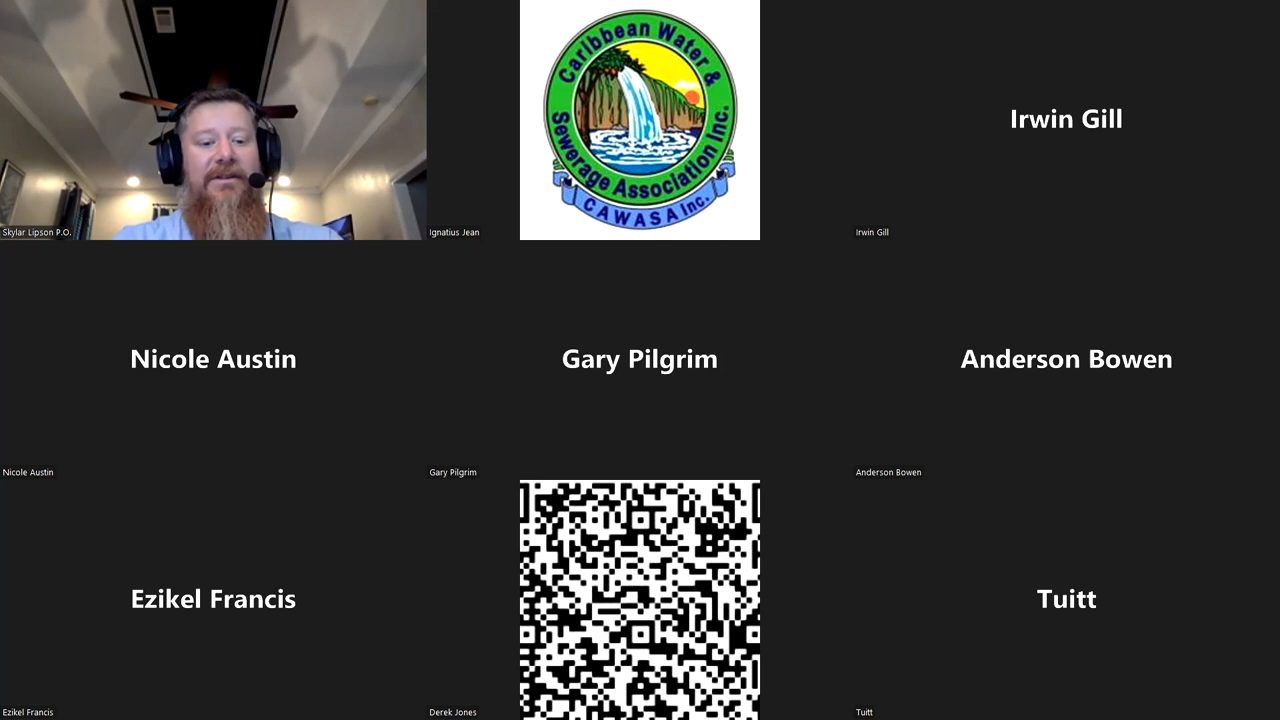 Skylar Lipson P.O.
Caribbean Water &
Sewerage Association Inc.
CAWASA Inc.
Ignatius Jean
Irwin Gill
Irwin Gill
Nicole Austin
Nicole Austin
Gary Pilgrim
Gary Pilgrim
Anderson Bowen
Anderson Bowen
Ezikel Francis
Ezikel Francis
Derek Jones
Tuitt
Tuitt